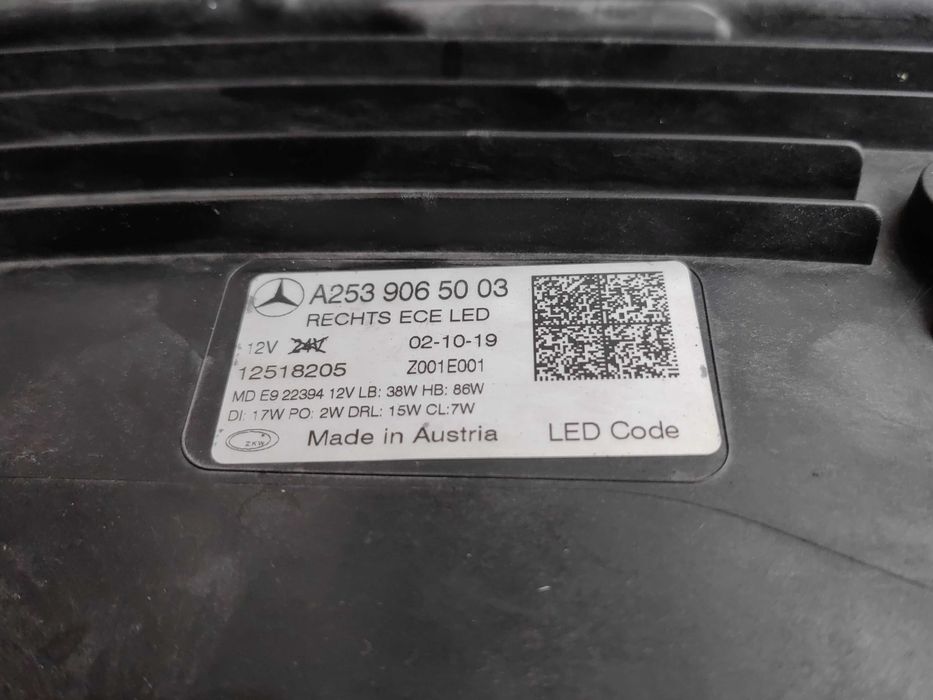 A253 906 50 03
RECHTS ECE LED
12V 24V 02-10-19
12518205 Z001E001
MD E9 22394 12V LB: 38W HB: 86W
DI: 17W PO: 2W DRL: 15W CL:7W
ZKW Made in Austria LED Code